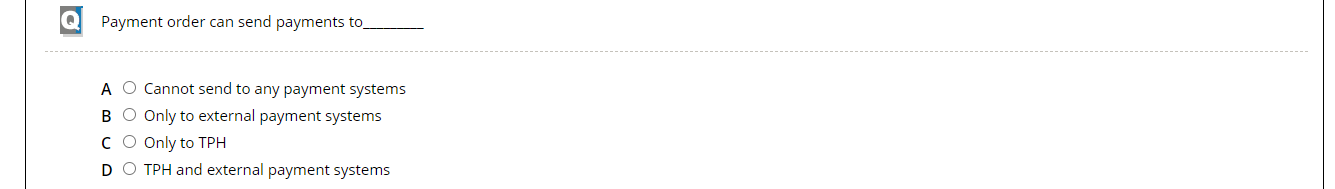 Q Payment order can send payments to_________
A Cannot send to any payment systems
B Only to external payment systems
C Only to TPH
D TPH and external payment systems